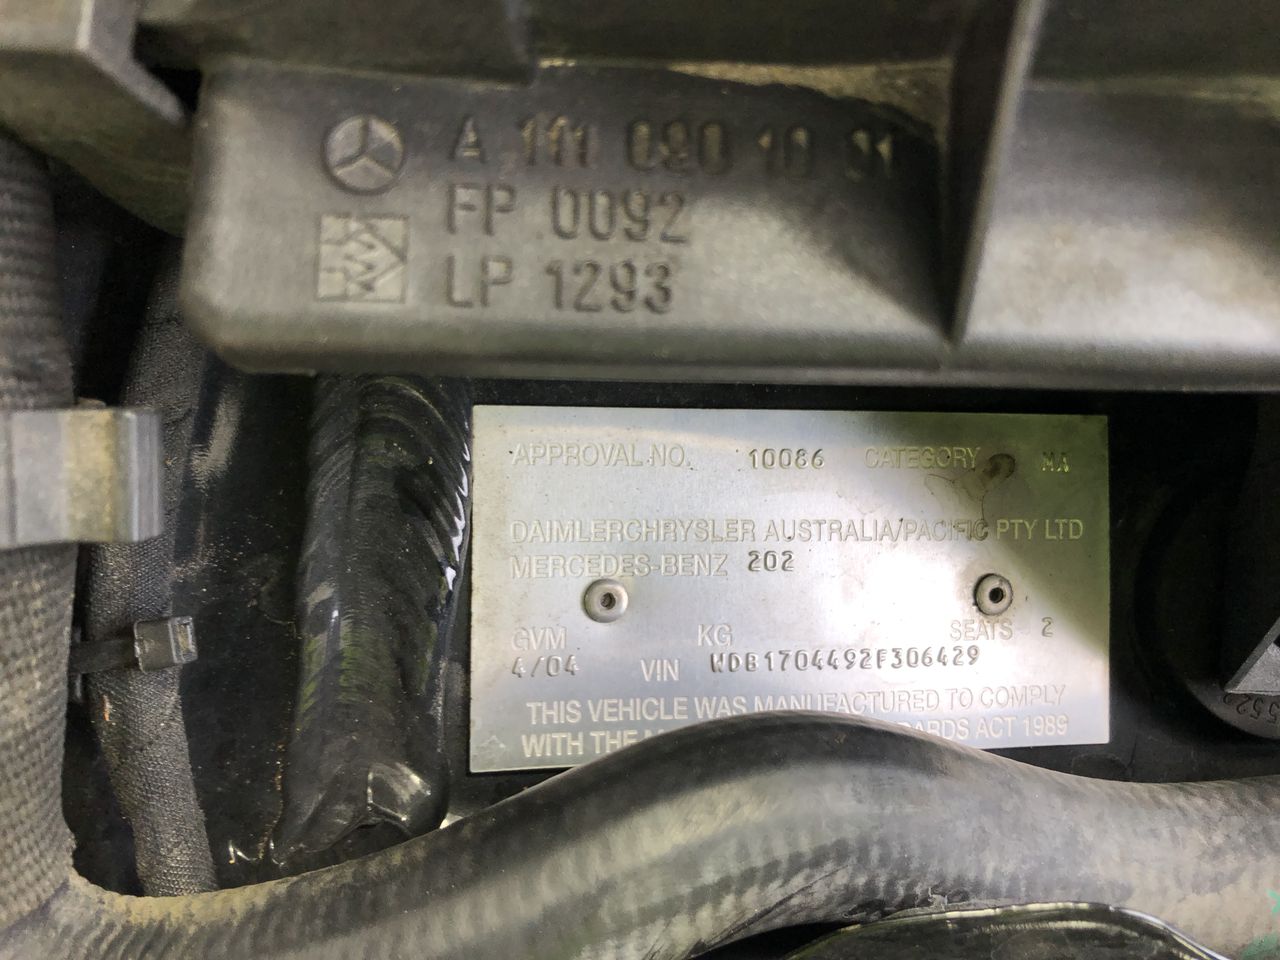 A 111 090 10 01
FP 0092
LP 1293
APPROVAL NO. 10086 CATEGORY MA
DAIMLERCHRYSLER AUSTRALIA/PACIFIC PTY LTD
MERCEDES-BENZ 202
GVM KG SEATS 2
4/04 VIN WDB1704492F306429
THIS VEHICLE WAS MANUFACTURED TO COMPLY
WITH THE ACT 1989